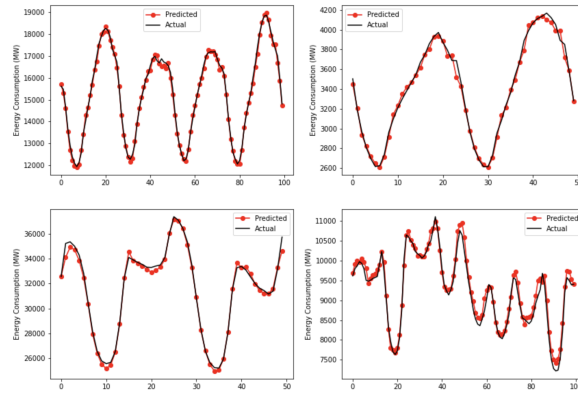 19000
18000
17000
16000
15000
14000
13000
12000
Energy Consumption (MW)
Predicted
Actual
0 20 40 60 80 100
4200
4000
3800
3600
3400
3200
3000
2800
2600
Energy Consumption (MW)
Predicted
Actual
0 10 20 30 40 50
36000
34000
32000
30000
28000
26000
Energy Consumption (MW)
Predicted
Actual
0 10 20 30 40 50
11000
10500
10000
9500
9000
8500
8000
7500
Energy Consumption (MW)
Predicted
Actual
0 20 40 60 80 100